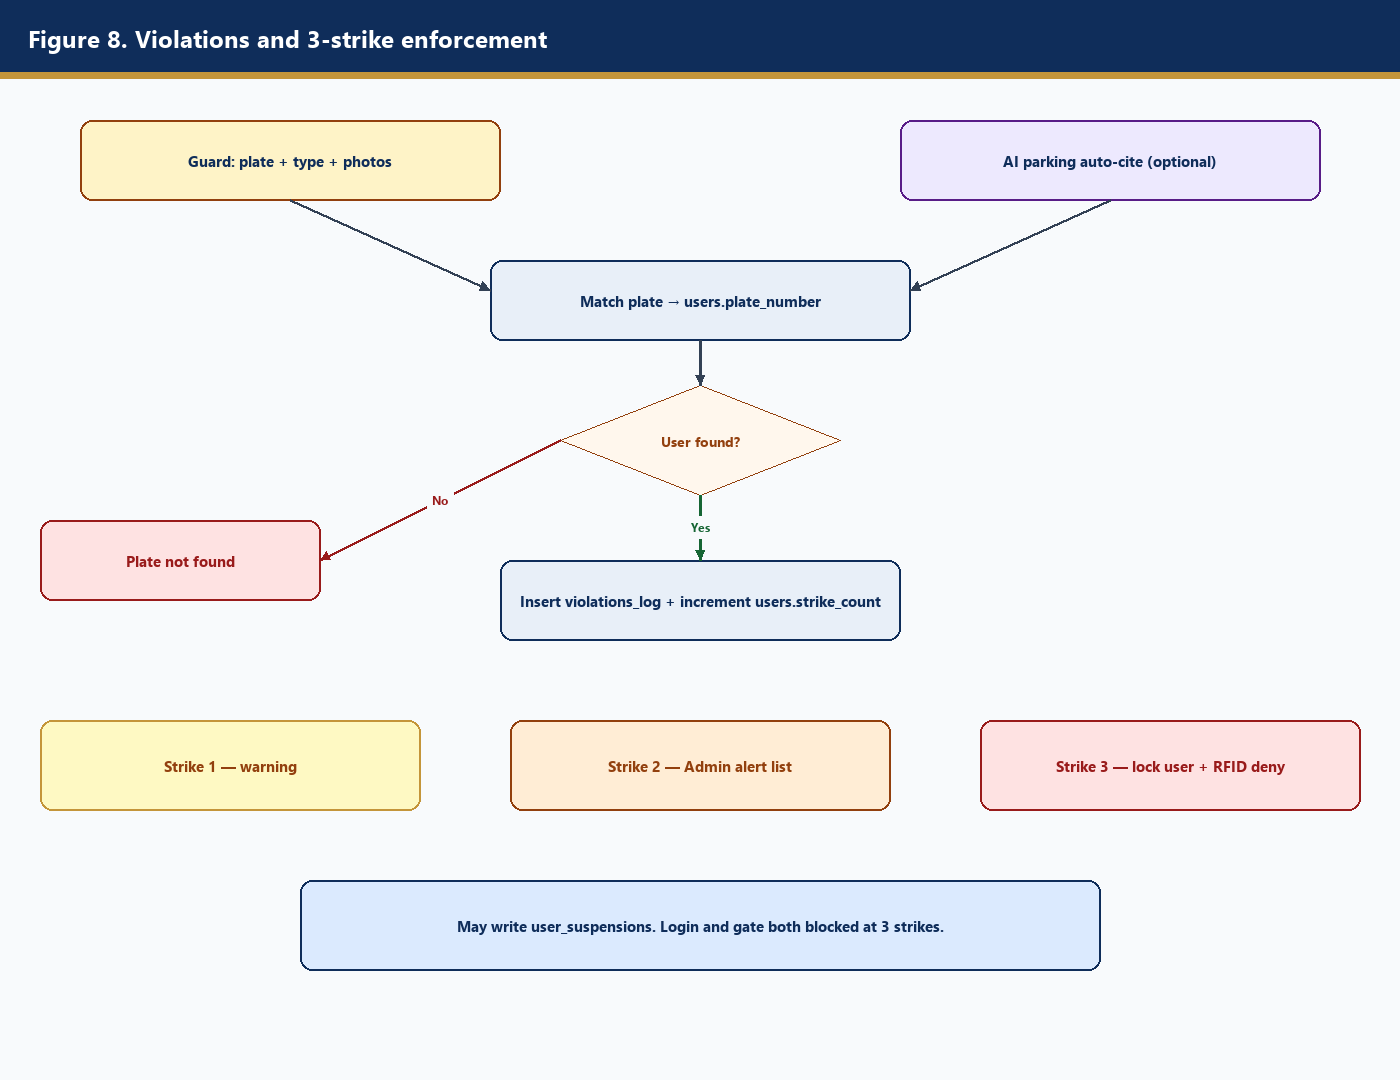 Figure 8. Violations and 3-strike enforcement
Guard: plate + type + photos
AI parking auto-cite (optional)
Match plate → users.plate_number
User found?
No
Yes
Plate not found
Insert violations_log + increment users.strike_count
Strike 1 — warning
Strike 2 — Admin alert list
Strike 3 — lock user + RFID deny
May write user_suspensions. Login and gate both blocked at 3 strikes.